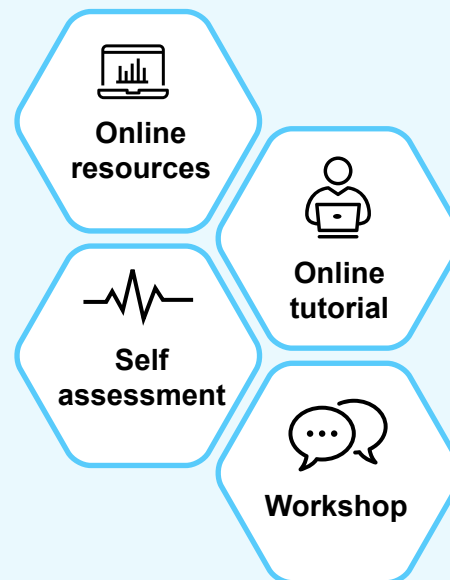 Online
resources
Online
tutorial
Self
assessment
Workshop